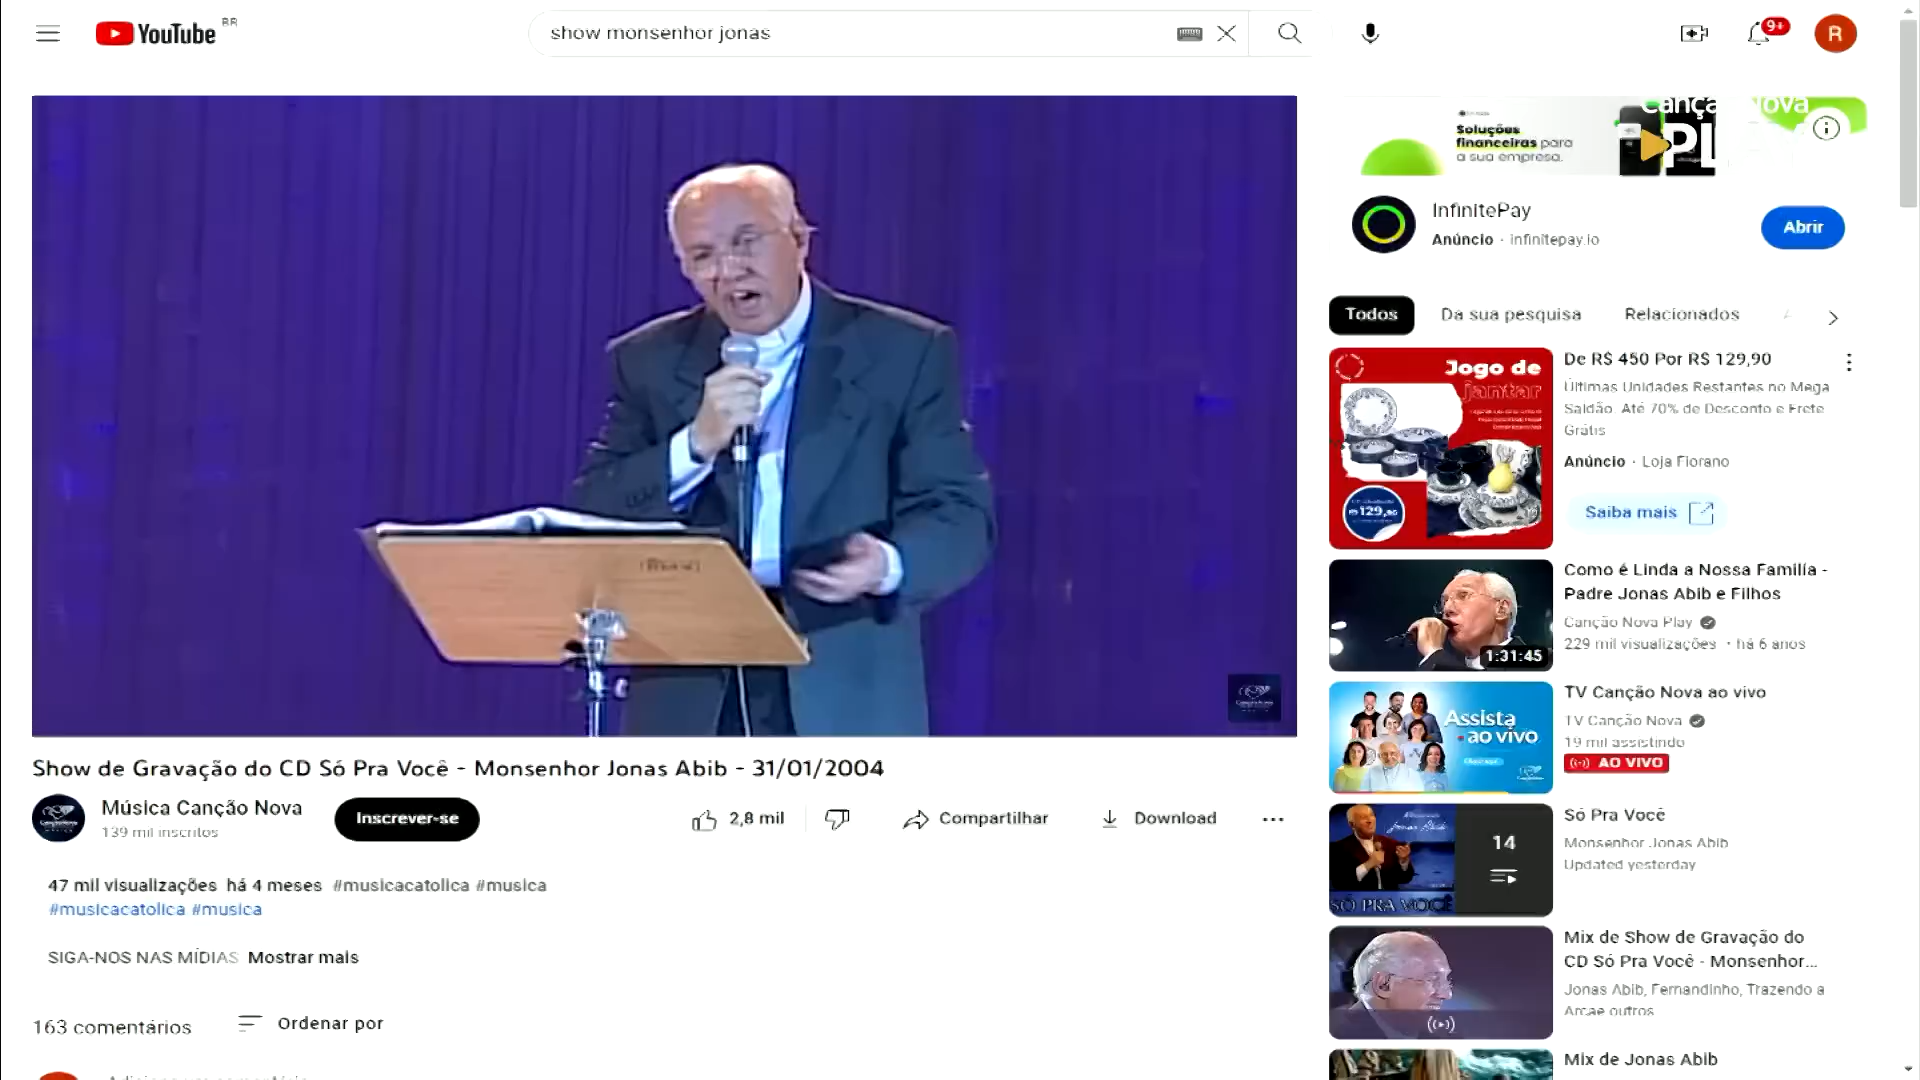 YouTube BR
show monsenhor jonas
9+
R
Canção Nova
PL
Soluções
financeiras para
a sua empresa.
InfinitePay
Anúncio · infinitepay.io
Abrir
Todos
Da sua pesquisa
Relacionados
Jogo de
jantar
R$129,90
De R$ 450 Por R$ 129,90
Últimas Unidades Restantes no Mega
Saldão. Até 70% de Desconto e Frete
Grátis
Anúncio · Loja Fiorano
Saiba mais
1:31:45
Como é Linda a Nossa Família -
Padre Jonas Abib e Filhos
Canção Nova Play
229 mil visualizações · há 6 anos
Assista
ao vivo
TV Canção Nova ao vivo
TV Canção Nova
19 mil assistindo
AO VIVO
Jonas Abib
SÓ PRA VOCÊ
14
Só Pra Você
Monsenhor Jonas Abib
Updated yesterday
Mix de Show de Gravação do
CD Só Pra Você - Monsenhor...
Jonas Abib, Fernandinho, Trazendo a
Arca e outros
Mix de Jonas Abib
Show de Gravação do CD Só Pra Você - Monsenhor Jonas Abib - 31/01/2004
Música Canção Nova
139 mil inscritos
Inscrever-se
2,8 mil
Compartilhar
Download
47 mil visualizações há 4 meses #musicacatolica #musica
#musicacatolica #musica
SIGA-NOS NAS MÍDIAS Mostrar mais
163 comentários
Ordenar por